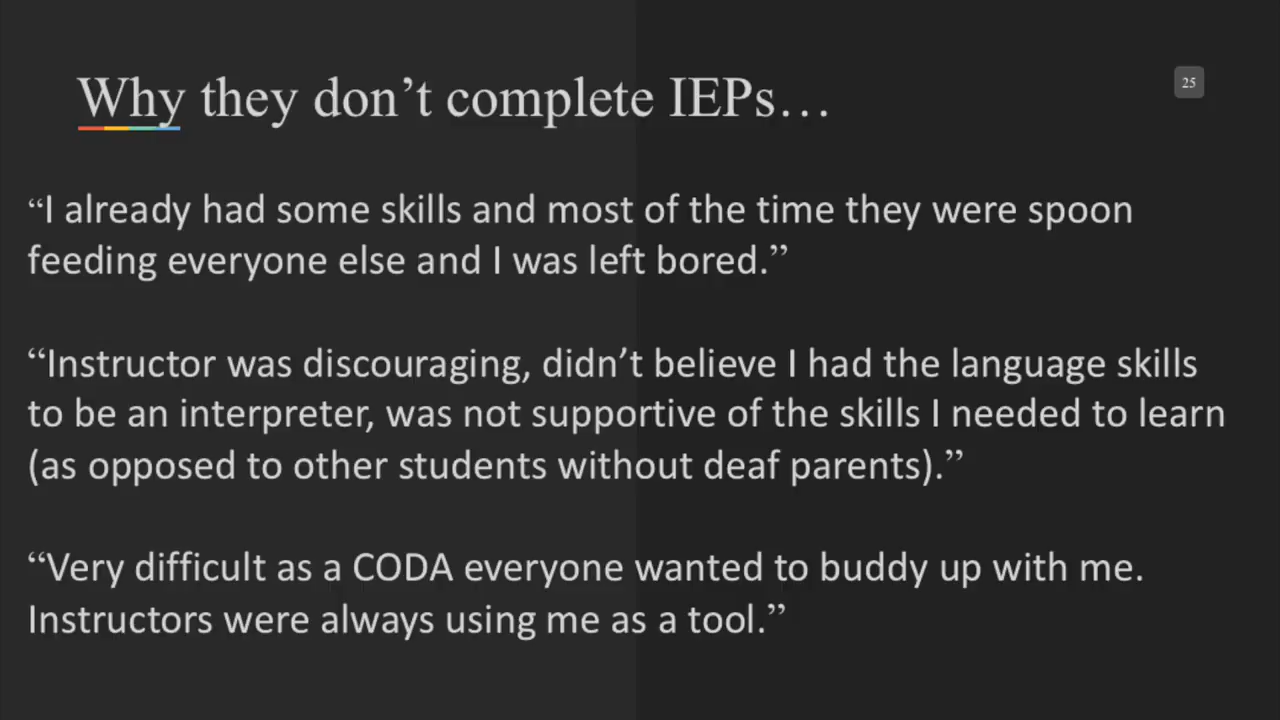 Why they don’t complete IEPs…
25
“I already had some skills and most of the time they were spoon
feeding everyone else and I was left bored.”
“Instructor was discouraging, didn’t believe I had the language skills
to be an interpreter, was not supportive of the skills I needed to learn
(as opposed to other students without deaf parents).”
“Very difficult as a CODA everyone wanted to buddy up with me.
Instructors were always using me as a tool.”